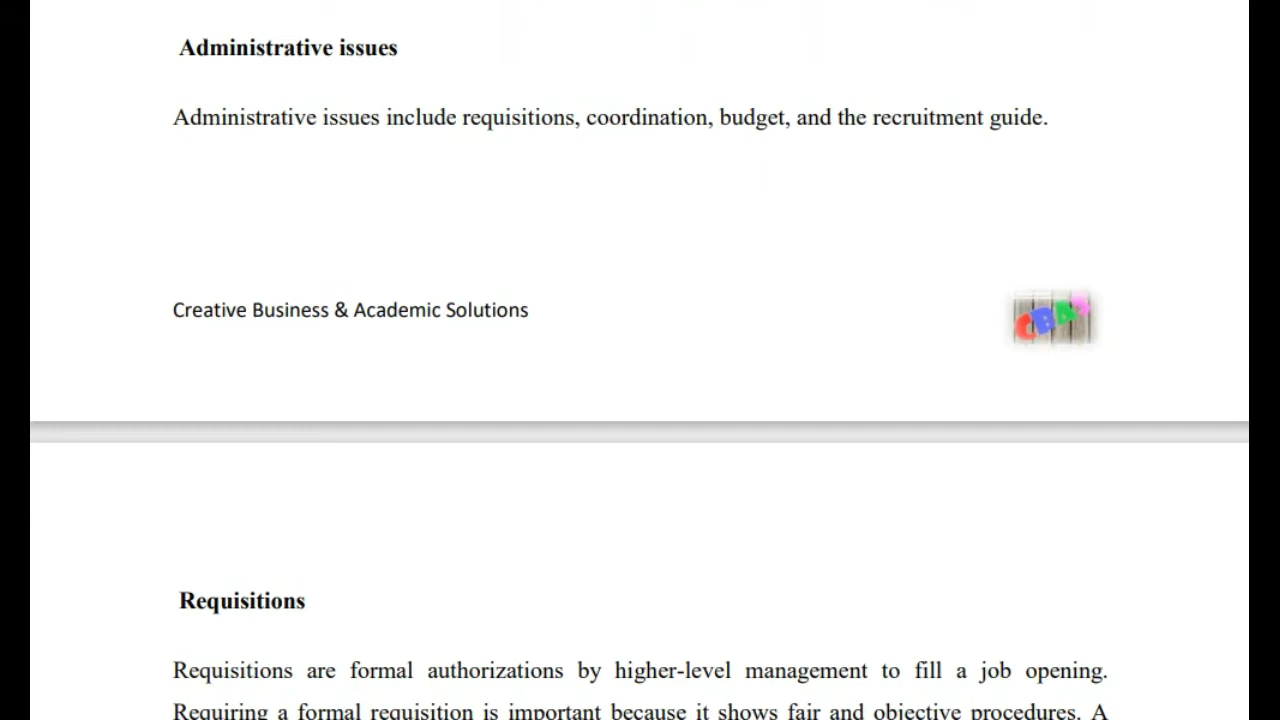 Administrative issues
Administrative issues include requisitions, coordination, budget, and the recruitment guide.
Creative Business & Academic Solutions
CBAS
Requisitions
Requisitions are formal authorizations by higher-level management to fill a job opening.
Requiring a formal requisition is important because it shows fair and objective procedures. A